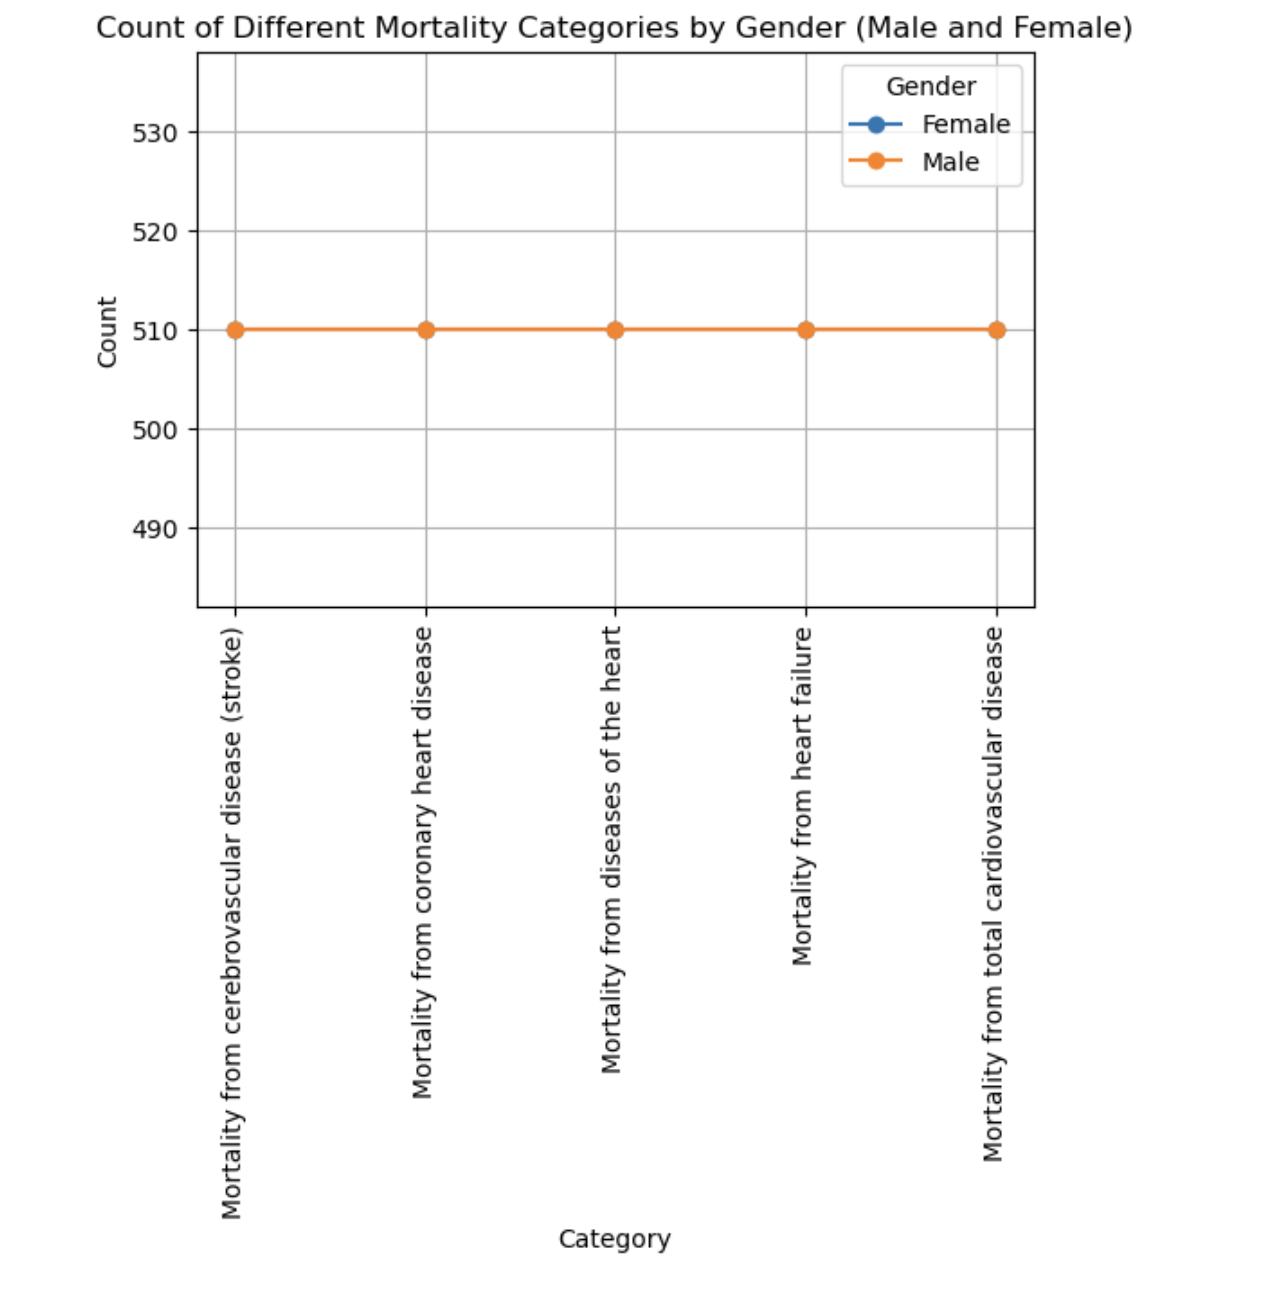 Count of Different Mortality Categories by Gender (Male and Female)
Gender
Female
Male
530
520
510
500
490
Count
Mortality from cerebrovascular disease (stroke)
Mortality from coronary heart disease
Mortality from diseases of the heart
Mortality from heart failure
Mortality from total cardiovascular disease
Category